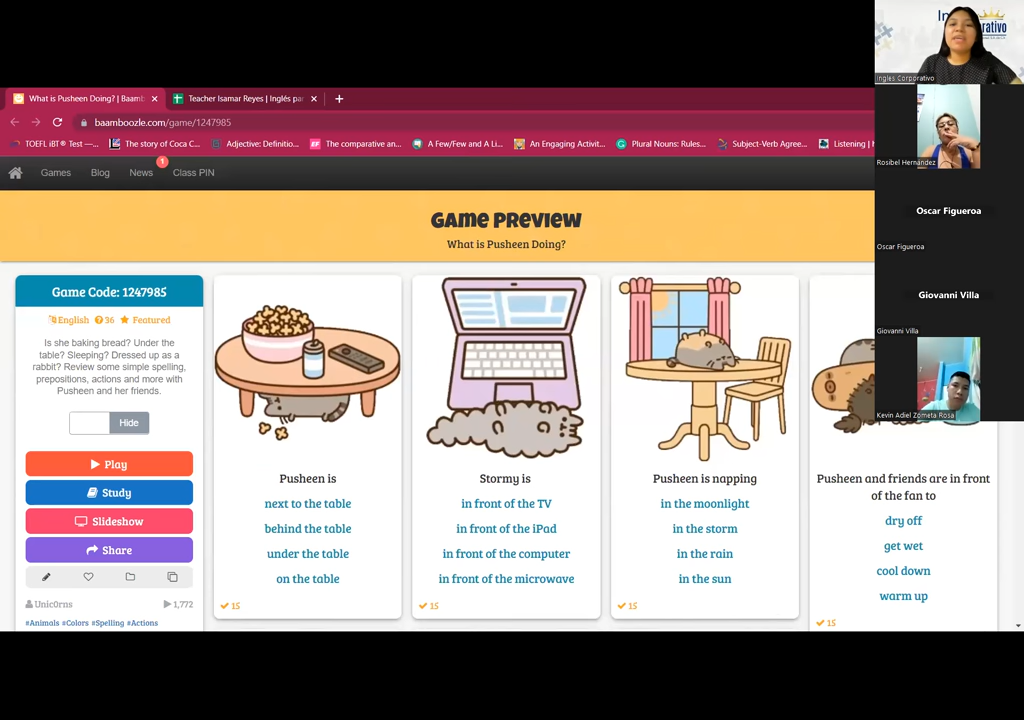 What is Pusheen Doing? | Baamb
Teacher Isamar Reyes | Inglés pa
baamboozle.com/game/1247985
TOEFL iBT® Test —...
The story of Coca C...
Adjective: Definitio...
EF
The comparative an...
A Few/Few and A Li...
An Engaging Activit...
Plural Nouns: Rules...
Subject-Verb Agree...
Listening |
Games
Blog
News
1
Class PIN
GAME PREVIEW
What is Pusheen Doing?
Game Code: 1247985
English
36
Featured
Is she baking bread? Under the
table? Sleeping? Dressed up as a
rabbit? Review some simple spelling,
prepositions, actions and more with
Pusheen and her friends.
Hide
Play
Study
Slideshow
Share
Unic0rns
1,772
#Animals #Colors #Spelling #Actions
Pusheen is
next to the table
behind the table
under the table
on the table
15
Stormy is
in front of the TV
in front of the iPad
in front of the computer
in front of the microwave
15
Pusheen is napping
in the moonlight
in the storm
in the rain
in the sun
15
Pusheen and friends are in front
of the fan to
dry off
get wet
cool down
warm up
15
In
rativo
Inglés Corporativo
Rosibel Hernández
Oscar Figueroa
Oscar Figueroa
Giovanni Villa
Giovanni Villa
Kevin Adiel Zometa Rosa